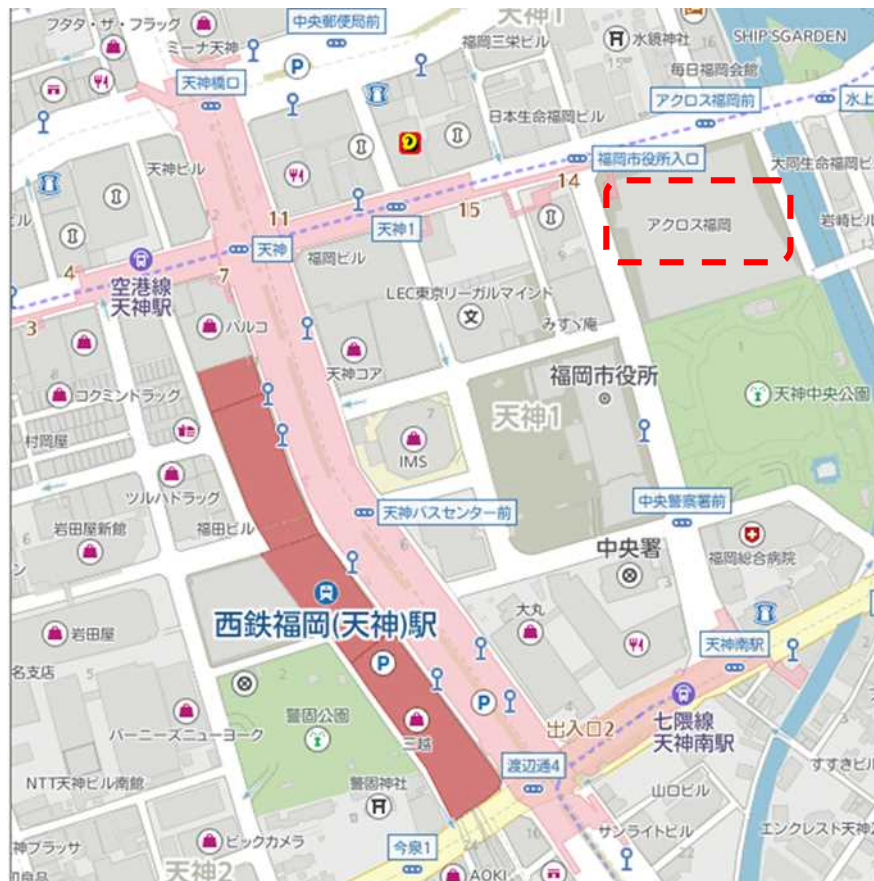 フタタ・ザ・フラッグ
ミーナ天神
中央郵便局前
天神1
福岡三栄ビル
水鏡神社
16
SHIP'SGARDEN
毎日福岡会館
天神橋口
アクロス福岡前
水上
日本生命福岡ビル
天神ビル
福岡市役所入口
大同生命福岡ビ
11
15
14
天神1
天神
福岡ビル
アクロス福岡
岩崎ビル
12
4
空港線
天神駅
7
3
パルコ
LEC東京リーガルマインド
みすゞ庵
天神コア
福岡市役所
コクミンドラッグ
天神中央公園
村岡屋
天神1
7
IMS
ツルハドラッグ
岩田屋新館
福田ビル
天神バスセンター前
中央警察署前
6
中央署
福岡総合病院
西鉄福岡(天神)駅
大丸
岩田屋
天神南駅
名支店
5
2
警固公園
バーニーズニューヨーク
三越
出入口2
七隈線
天神南駅
渡辺通4
NTT天神ビル南館
警固神社
すすきビル
山口ビル
神プラッサ
ビックカメラ
今泉1
サンライトビル
エンクレスト天神
天神2
22
AOKI